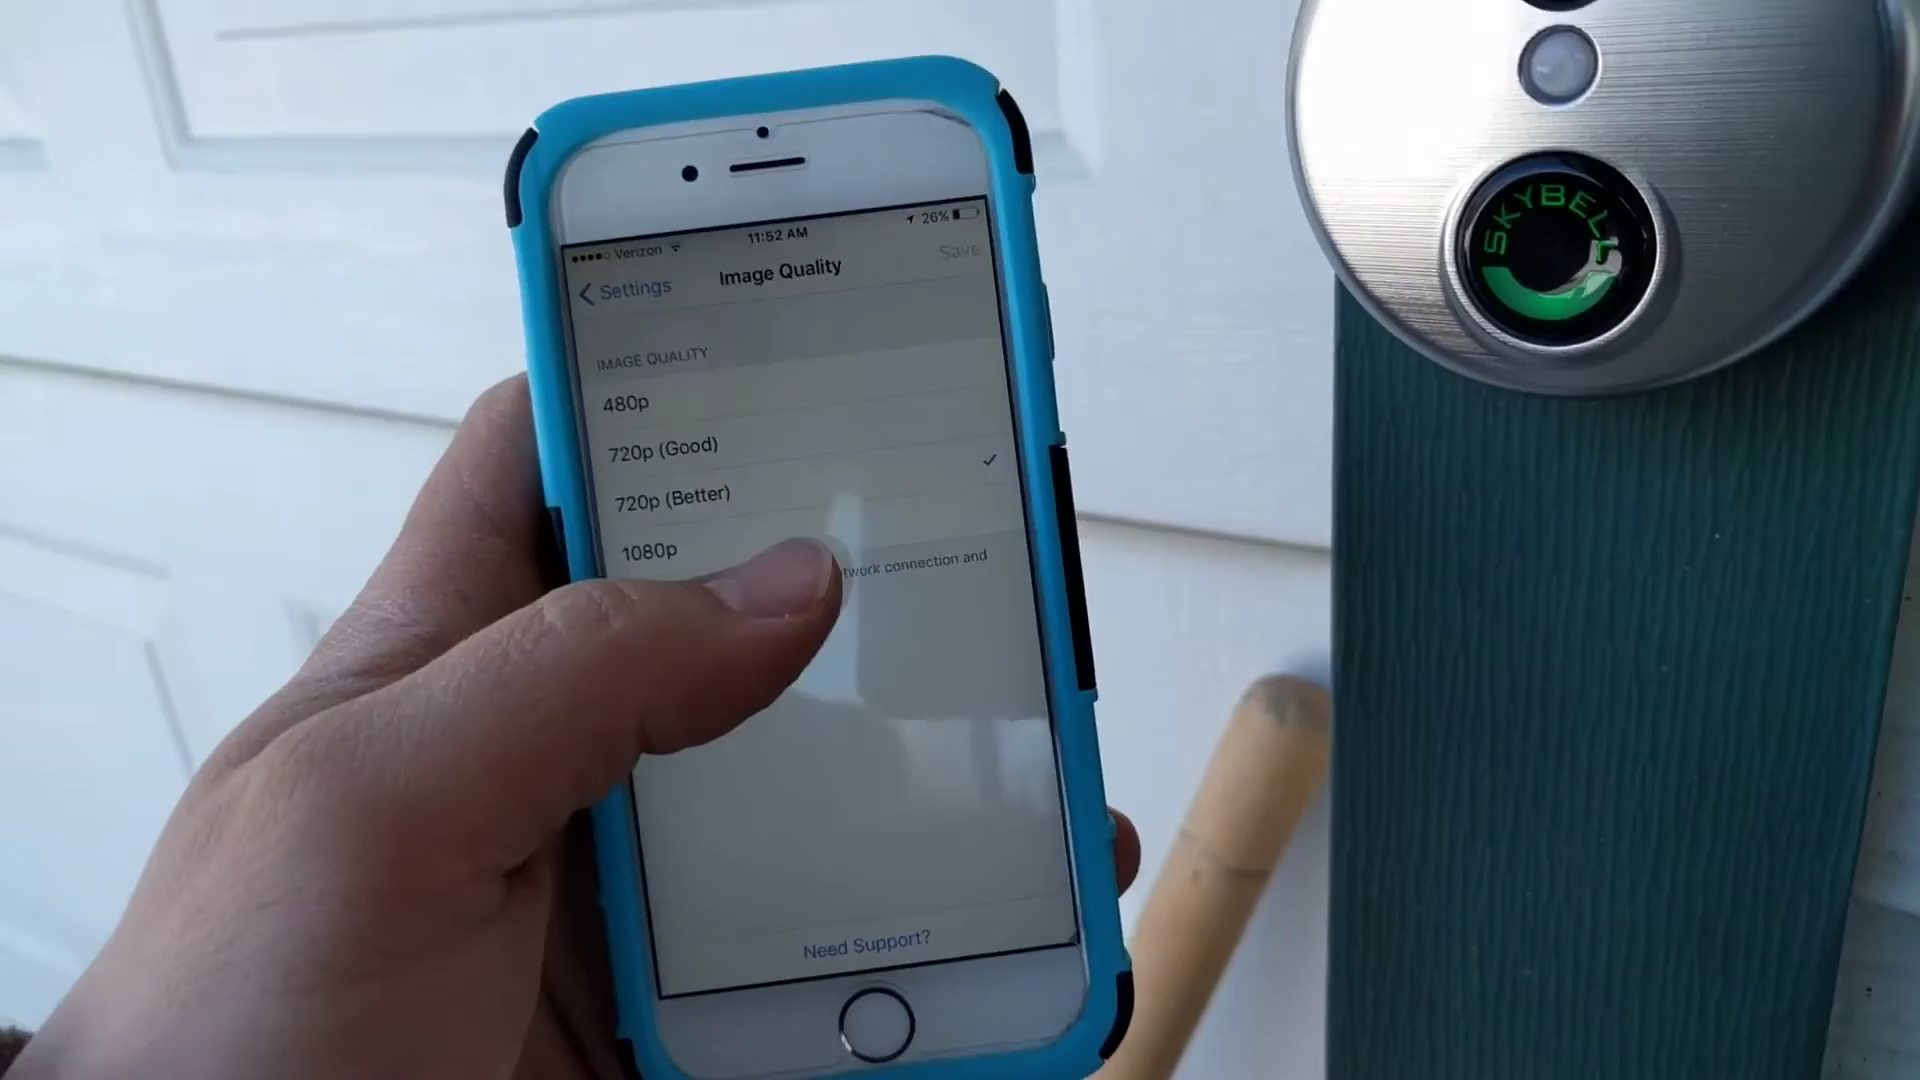 Verizon 11:52 AM 26%
Settings Image Quality Save
IMAGE QUALITY
480p
720p (Good)
720p (Better)
1080p
connection and
Need Support?
SKYBELL